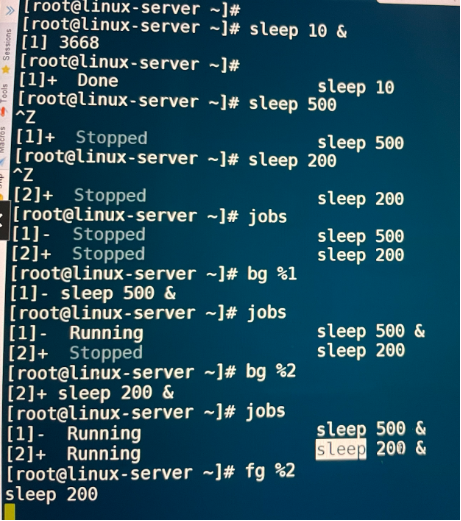 [root@linux-server ~]#
[root@linux-server ~]# sleep 10 &
[1] 3668
[root@linux-server ~]#
[1]+  Done                    sleep 10
[root@linux-server ~]# sleep 500
^Z
[1]+  Stopped                 sleep 500
[root@linux-server ~]# sleep 200
^Z
[2]+  Stopped                 sleep 200
[root@linux-server ~]# jobs
[1]-  Stopped                 sleep 500
[2]+  Stopped                 sleep 200
[root@linux-server ~]# bg %1
[1]- sleep 500 &
[root@linux-server ~]# jobs
[1]-  Running                 sleep 500 &
[2]+  Stopped                 sleep 200
[root@linux-server ~]# bg %2
[2]+ sleep 200 &
[root@linux-server ~]# jobs
[1]-  Running                 sleep 500 &
[2]+  Running                 sleep 200 &
[root@linux-server ~]# fg %2
sleep 200
Sessions
Tools
Macros